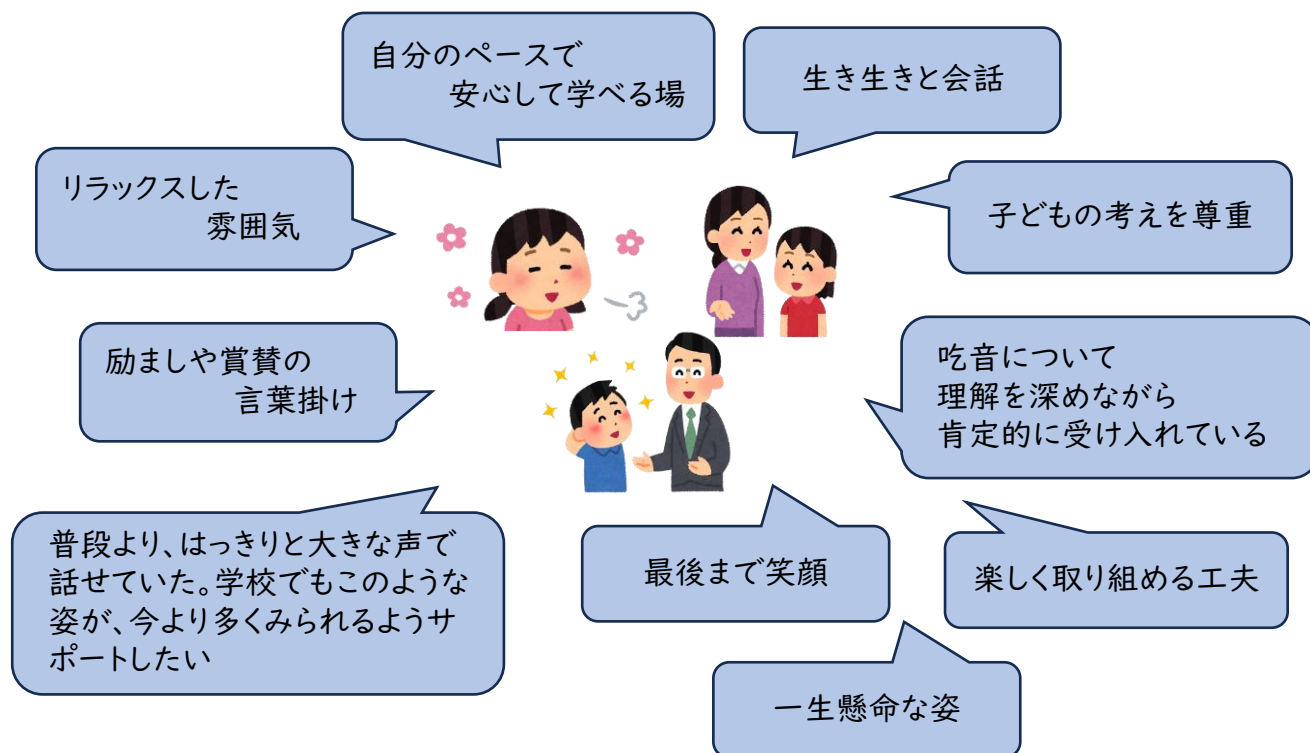 自分のペースで
安心して学べる場
生き生きと会話
リラックスした
雰囲気
子どもの考えを尊重
励ましや賞賛の
言葉掛け
吃音について
理解を深めながら
肯定的に受け入れている
普段より、はっきりと大きな声で
話せていた。学校でもこのような
姿が、今より多くみられるようサ
ポートしたい
最後まで笑顔
楽しく取り組める工夫
一生懸命な姿